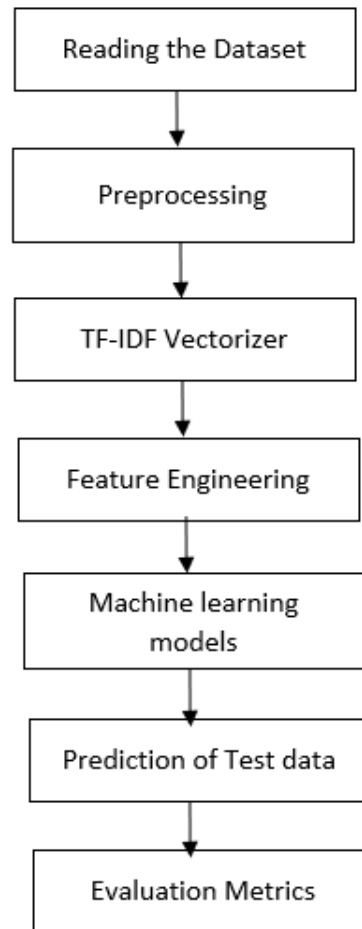 Reading the Dataset
Preprocessing
TF-IDF Vectorizer
Feature Engineering
Machine learning
models
Prediction of Test data
Evaluation Metrics